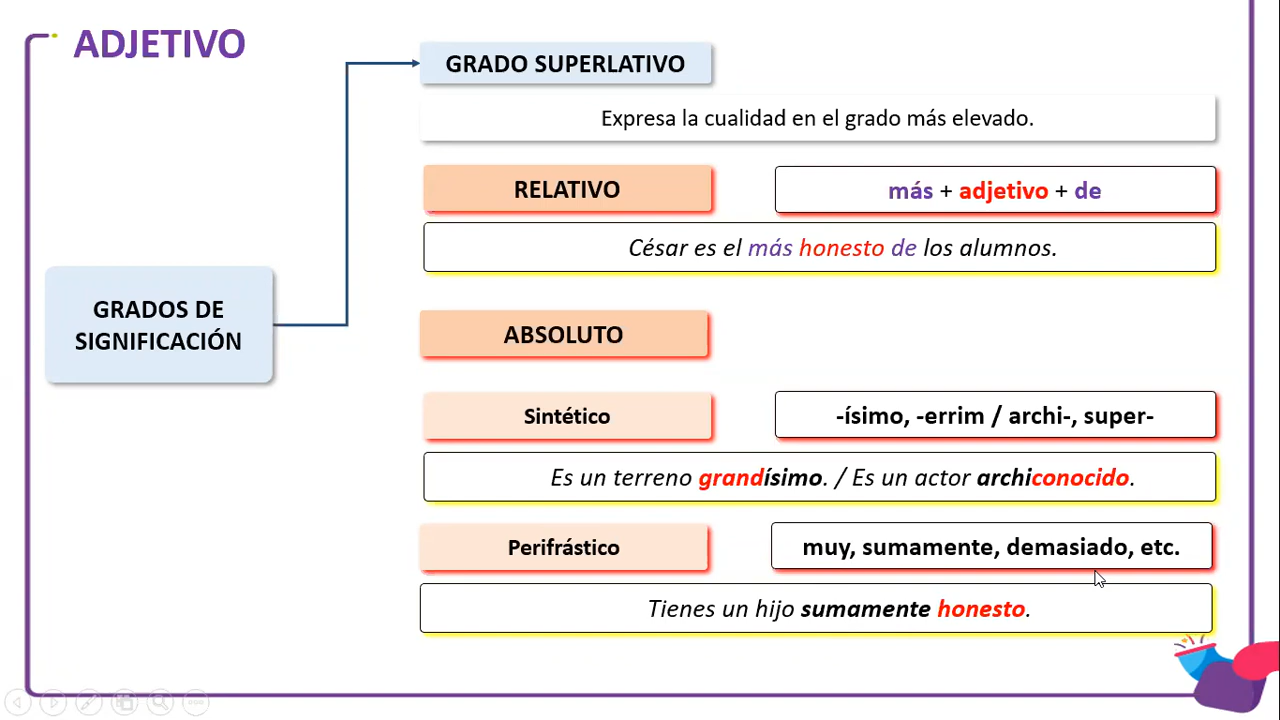 ADJETIVO
GRADO SUPERLATIVO
Expresa la cualidad en el grado más elevado.
RELATIVO
más + adjetivo + de
César es el más honesto de los alumnos.
GRADOS DE
SIGNIFICACIÓN
ABSOLUTO
Sintético
-ísimo, -errim / archi-, super-
Es un terreno grandísimo. / Es un actor archiconocido.
Perifrástico
muy, sumamente, demasiado, etc.
Tienes un hijo sumamente honesto.